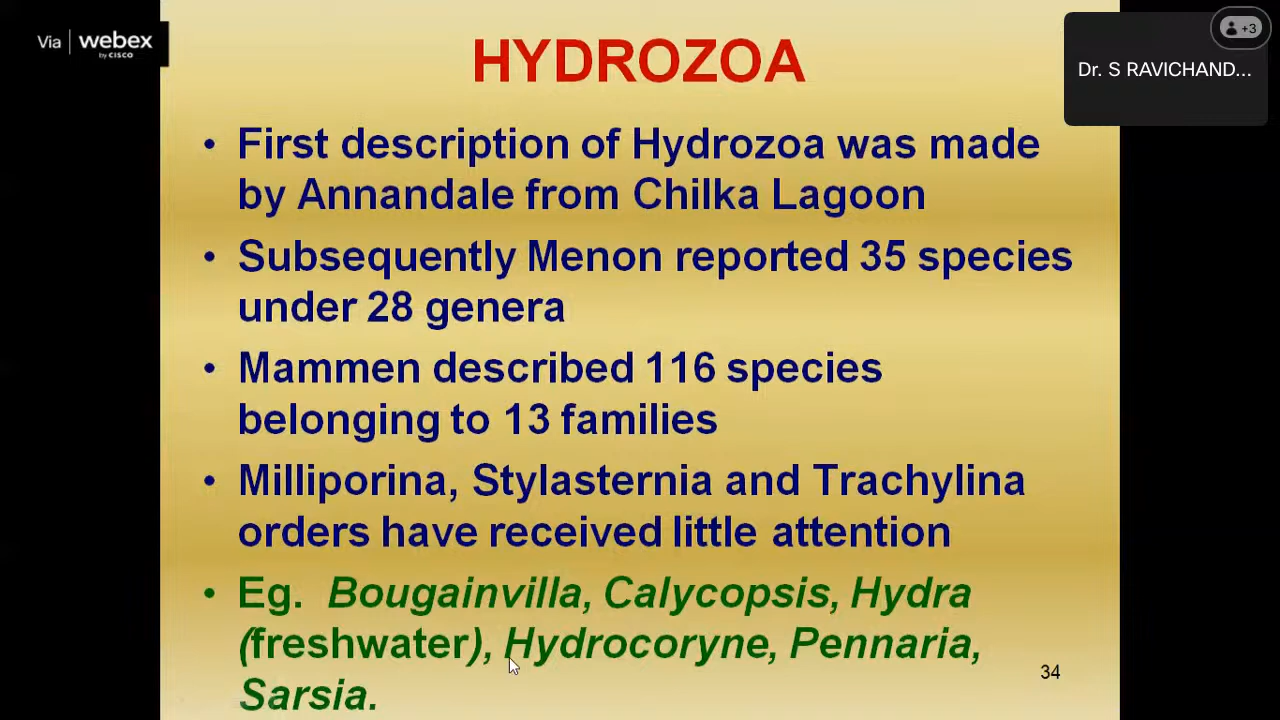 Via webex
by CISCO
+3
Dr. S RAVICHAND...
HYDROZOA
• First description of Hydrozoa was made
by Annandale from Chilka Lagoon
• Subsequently Menon reported 35 species
under 28 genera
• Mammen described 116 species
belonging to 13 families
• Milliporina, Stylasternia and Trachylina
orders have received little attention
• Eg. Bougainvilla, Calycopsis, Hydra
(freshwater), Hydrocoryne, Pennaria,
Sarsia.
34